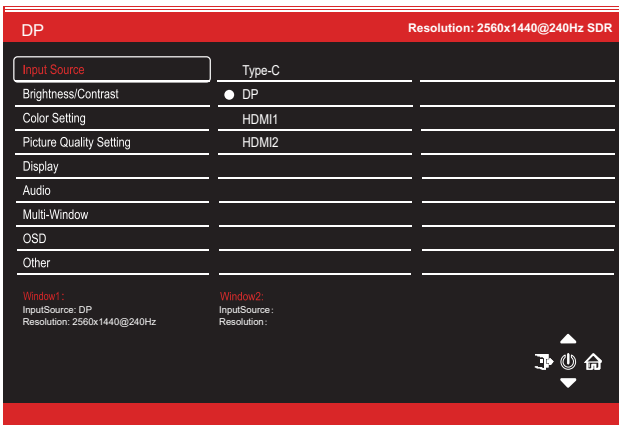 DP
Resolution: 2560x1440@240Hz SDR
Input Source
Type-C
Brightness/Contrast
DP
Color Setting
HDMI1
Picture Quality Setting
HDMI2
Display
Audio
Multi-Window
OSD
Other
Window1:
Window2:
InputSource: DP
InputSource:
Resolution: 2560x1440@240Hz
Resolution: